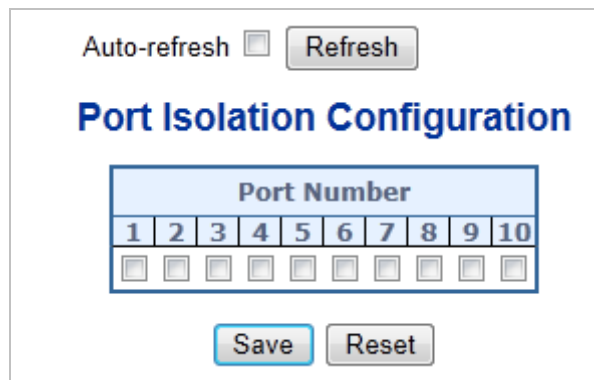 Auto-refresh Refresh
Port Isolation Configuration
Port Number
1 2 3 4 5 6 7 8 9 10
Save Reset